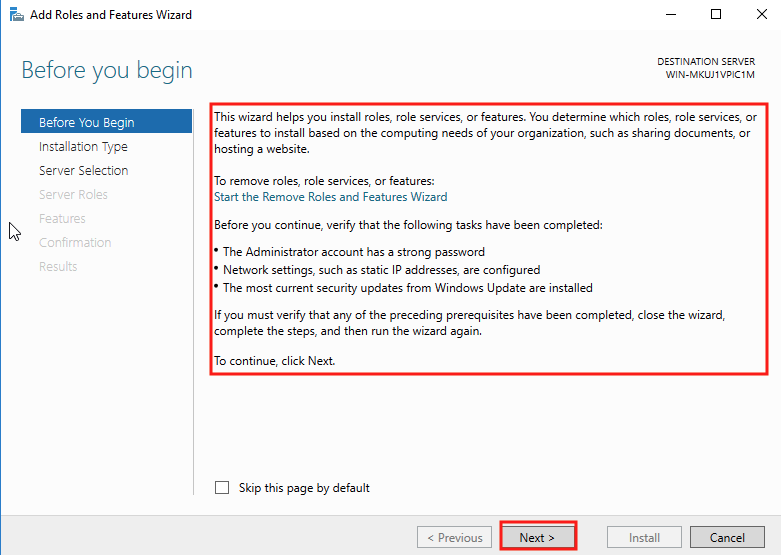 Add Roles and Features Wizard
Before you begin
DESTINATION SERVER
WIN-MKUJ1VPIC1M
Before You Begin
Installation Type
Server Selection
Server Roles
Features
Confirmation
Results
This wizard helps you install roles, role services, or features. You determine which roles, role services, or
features to install based on the computing needs of your organization, such as sharing documents, or
hosting a website.
To remove roles, role services, or features:
Start the Remove Roles and Features Wizard
Before you continue, verify that the following tasks have been completed:
• The Administrator account has a strong password
• Network settings, such as static IP addresses, are configured
• The most current security updates from Windows Update are installed
If you must verify that any of the preceding prerequisites have been completed, close the wizard,
complete the steps, and then run the wizard again.
To continue, click Next.
Skip this page by default
< Previous
Next >
Install
Cancel